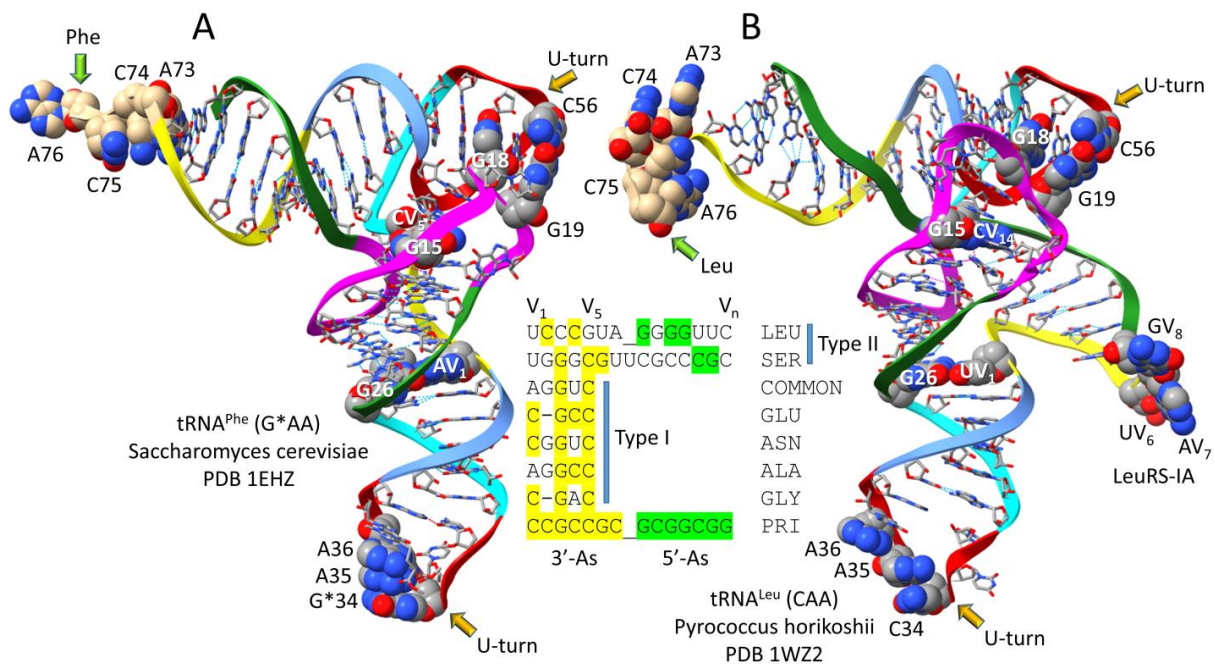 A
Phe
C74
A73
U-turn
C56
A76
C75
G18
G19
CV5
G15
AV1
G26
tRNAPhe (G*AA)
Saccharomyces cerevisiae
PDB 1EHZ
A36
A35
G*34
U-turn
V1 V5 Vn
UCCCGUA_GGGGUUC LEU
UGGGCGUUCGCCCGC SER
Type II
AGGUC COMMON
C-GCC GLU
CGGUC ASN
AGGCC ALA
C-GAC GLY
Type I
CCGCCGC_GCGGCGG PRI
3’-As 5’-As
B
A73
C74
U-turn
G18
C56
C75
A76
G19
Leu
G15
CV14
GV8
G26
UV1
UV6
AV7
LeuRS-IA
A36
A35
C34
U-turn
tRNALeu (CAA)
Pyrococcus horikoshii
PDB 1WZ2